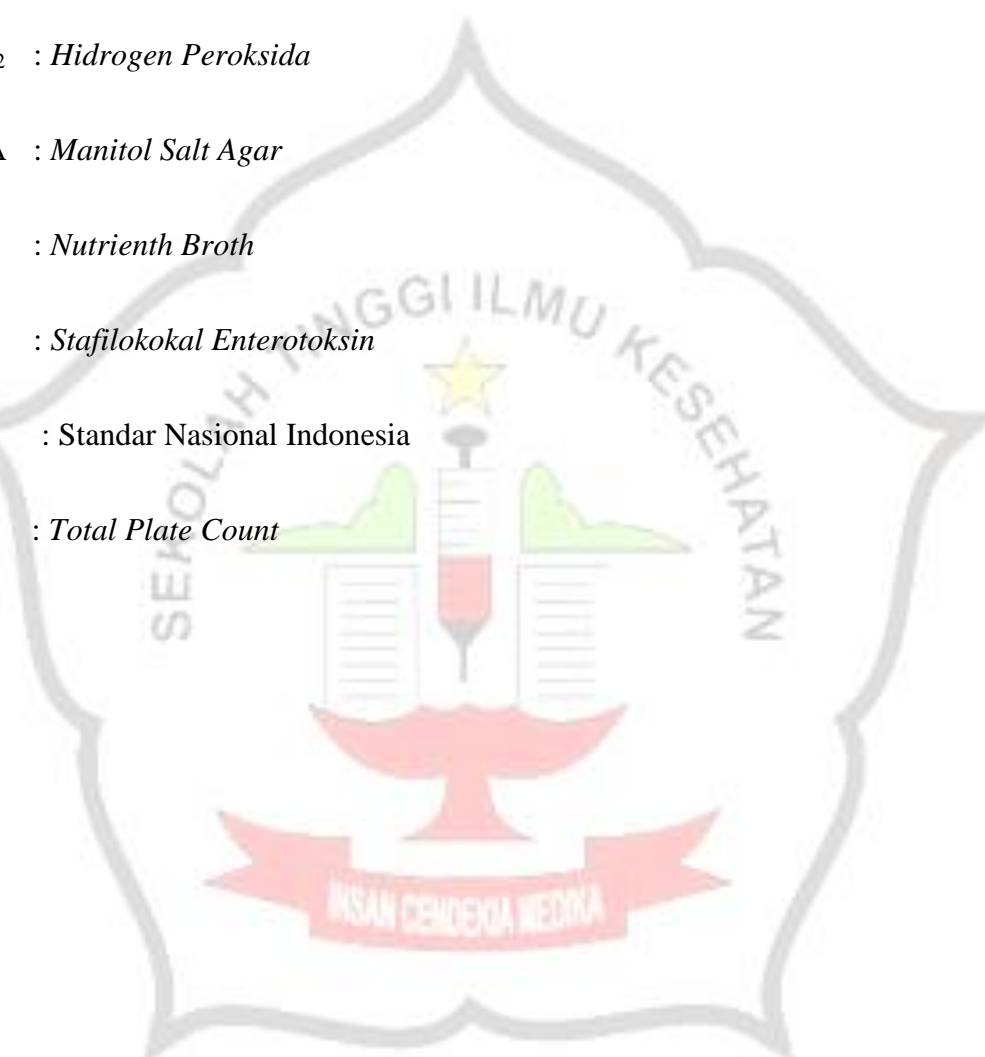 ₂ : Hidrogen Peroksida
A : Manitol Salt Agar
: Nutrienth Broth
: Stafilokokal Enterotoksin
: Standar Nasional Indonesia
: Total Plate Count
SEKOLAH TINGGI ILMU KESEHATAN
INSAN CENDEKIA MEDIKA